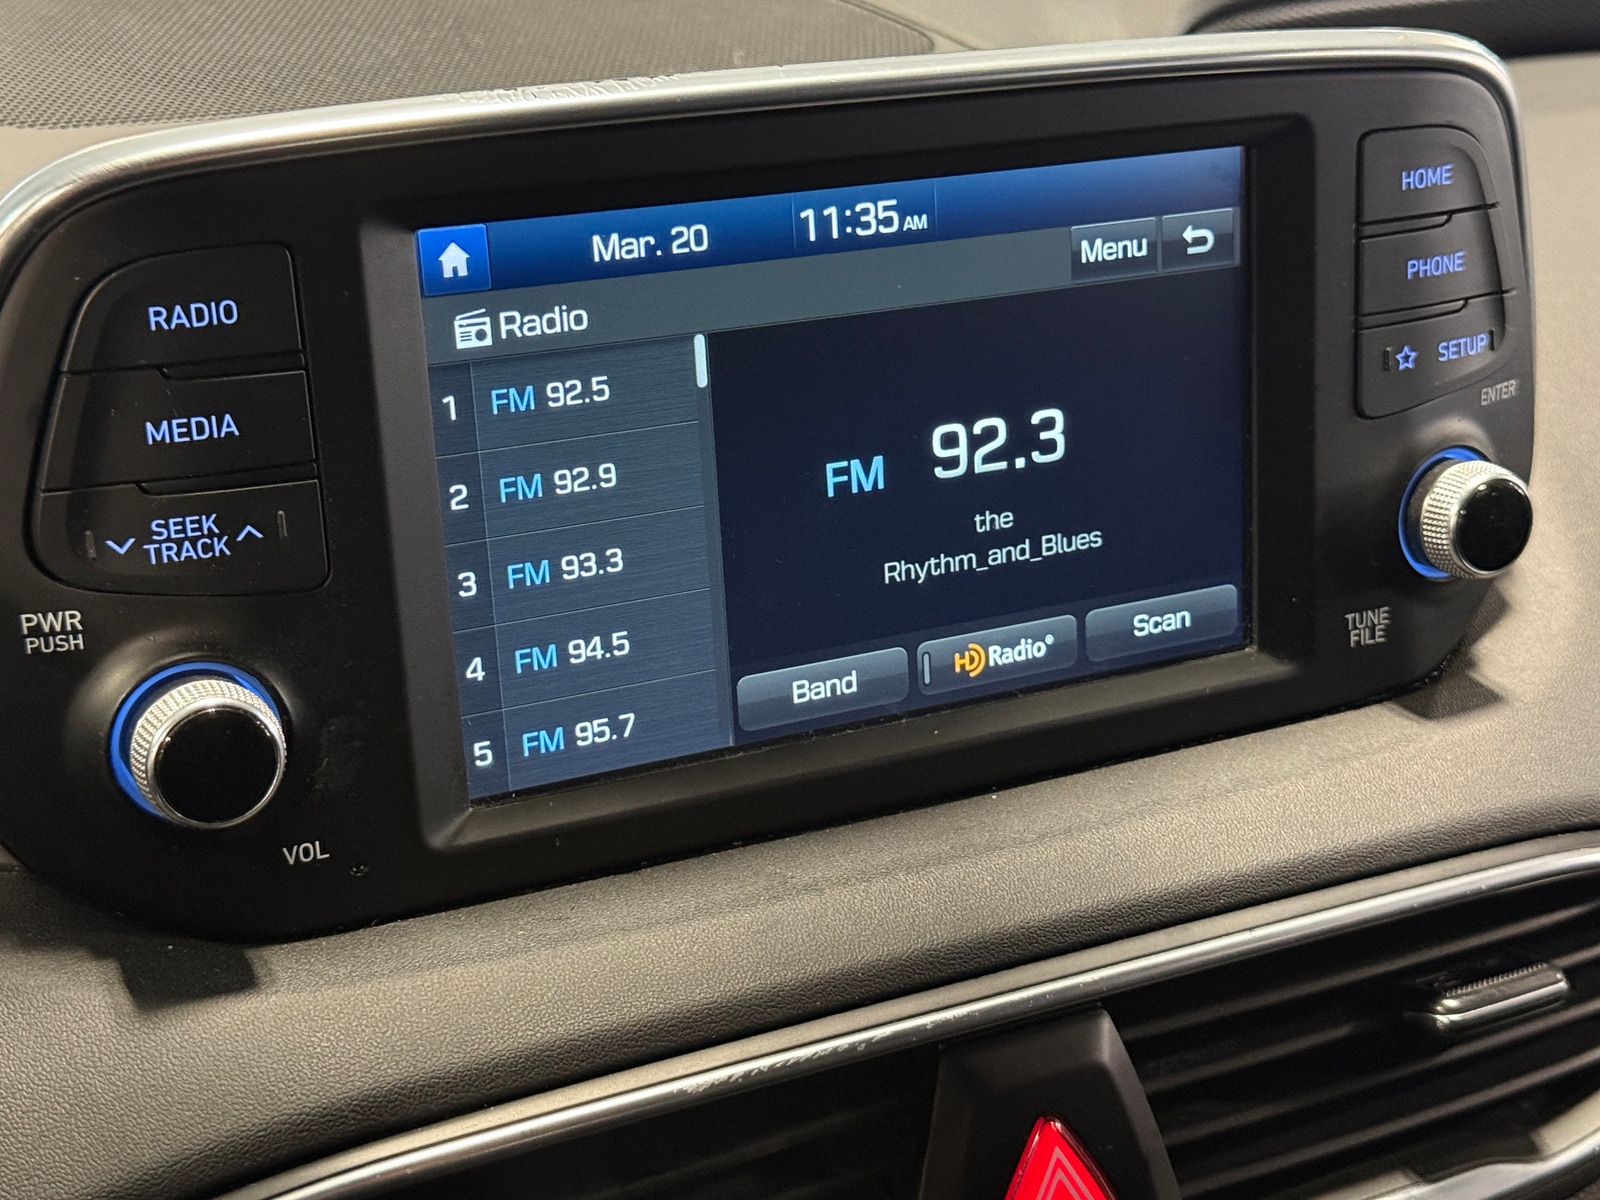 Mar. 20
11:35 AM
Menu
Radio
1 FM 92.5
2 FM 92.9
3 FM 93.3
4 FM 94.5
5 FM 95.7
FM 92.3
the
Rhythm_and_Blues
Band
HD Radio®
Scan
RADIO
MEDIA
SEEK
TRACK
PWR
PUSH
VOL
HOME
PHONE
SETUP
ENTER
TUNE
FILE